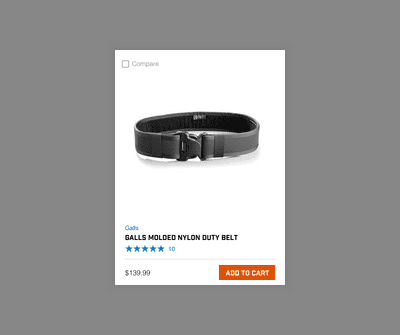 Compare
Galls
GALLS MOLDED NYLON DUTY BELT
10
$139.99
ADD TO CART